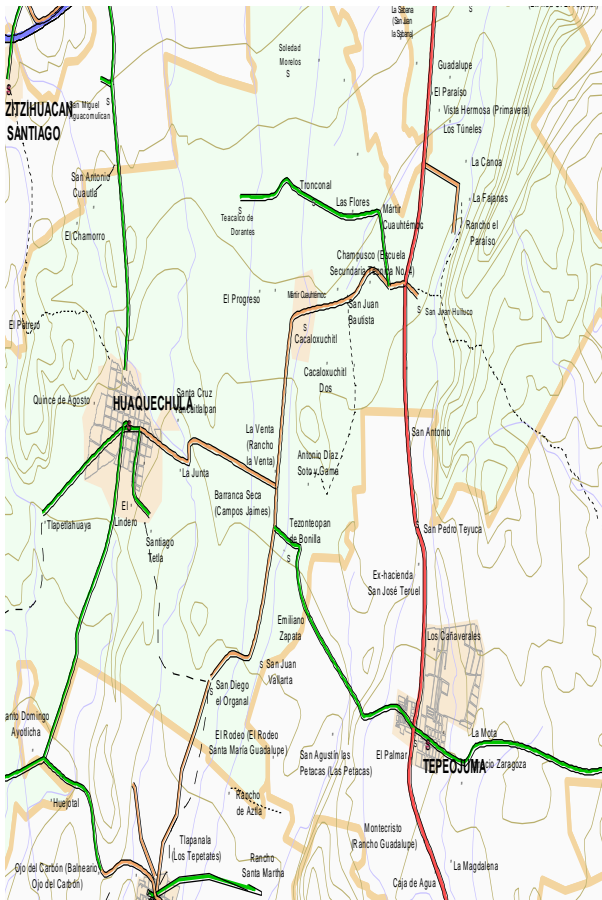 La Sabana
(San Juan
la Sabana)
Soledad
Morelos
S
S
Guadalupe
El Paraíso
Vista Hermosa (Primavera)
Los Túneles
S
TZITZIHUACAN
SANTIAGO
San Miguel
Aguacomulican
S
San Antonio
Cuautla
El Chamorro
La Canoa
La Fajanas
Rancho el
Paraíso
Tronconal
Las Flores
S
Teacalco de
Dorantes
Mártir
Cuauhtémoc
Champusco (Escuela
Secundaria Técnica No. 4)
El Progreso
Mártir Cuauhtémoc
San Juan
Bautista
S
San Juan Huiluco
El Potrero
S
Cacaloxuchitl
Cacaloxuchitl
Dos
Quince de Agosto
HUAQUECHULA
Santa Cruz
Yancuitlalpan
La Venta
(Rancho
la Venta)
San Antonio
Antonio Díaz
Soto y Gama
La Junta
Barranca Seca
(Campos Jaimes)
El
Lindero
Tlapetlahuaya
Santiago
Tetla
Tezonteopan
de Bonilla
S
San Pedro Teyuca
Ex-hacienda
San José Teruel
Emiliano
Zapata
Los Cañaverales
S San Juan
Vallarta
San Diego
el Organal
S
Santo Domingo
Ayotlicha
El Rodeo (El Rodeo
Santa María Guadalupe)
San Agustín las
Petacas (Las Petacas)
El Palmar
S
S
La Mota
TEPEOJUMA
Ignacio Zaragoza
Huejotal
Rancho
de Aztla
Montecristo
(Rancho Guadalupe)
Tlapanala
(Los Tepetates)
Ojo del Carbón (Balneario
Ojo del Carbón)
Rancho
Santa Martha
La Magdalena
Caja de Agua